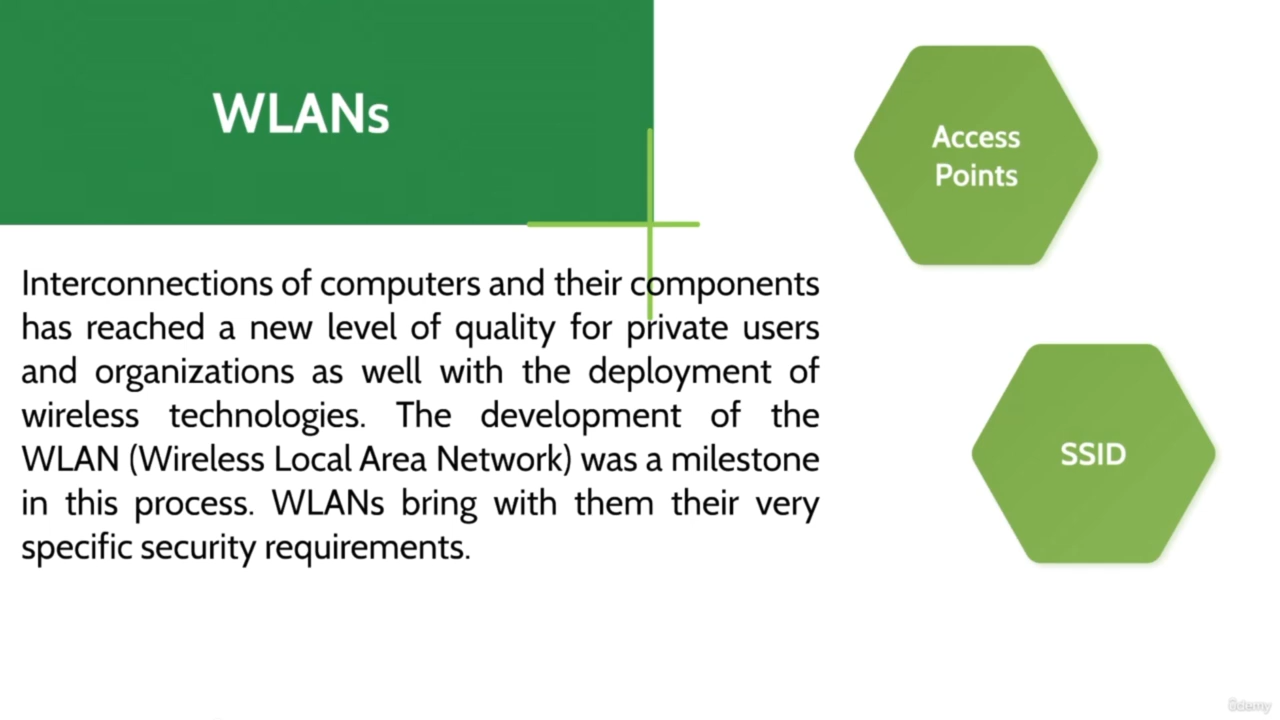 WLANs
Interconnections of computers and their components
has reached a new level of quality for private users
and organizations as well with the deployment of
wireless technologies. The development of the
WLAN (Wireless Local Area Network) was a milestone
in this process. WLANs bring with them their very
specific security requirements.
Access
Points
SSID
ûdemy